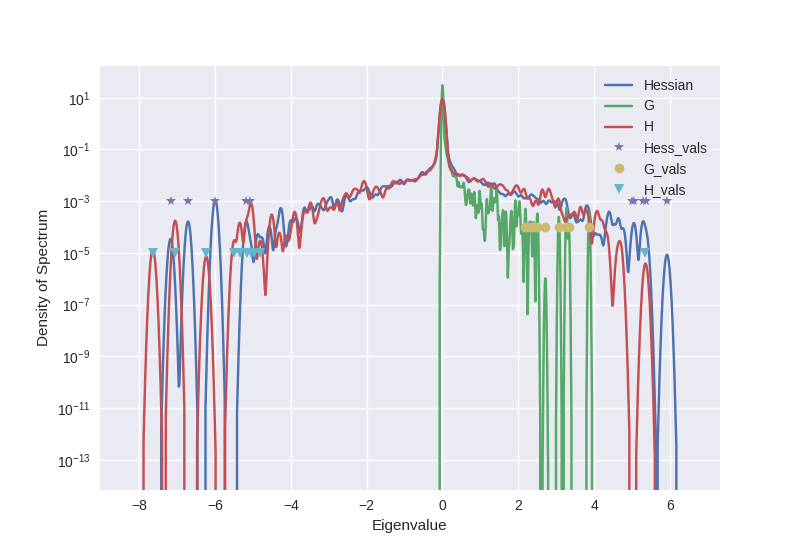 10^1
10^-1
10^-3
10^-5
10^-7
10^-9
10^-11
10^-13
Density of Spectrum
Hessian
G
H
Hess_vals
G_vals
H_vals
−8 −6 −4 −2 0 2 4 6
Eigenvalue